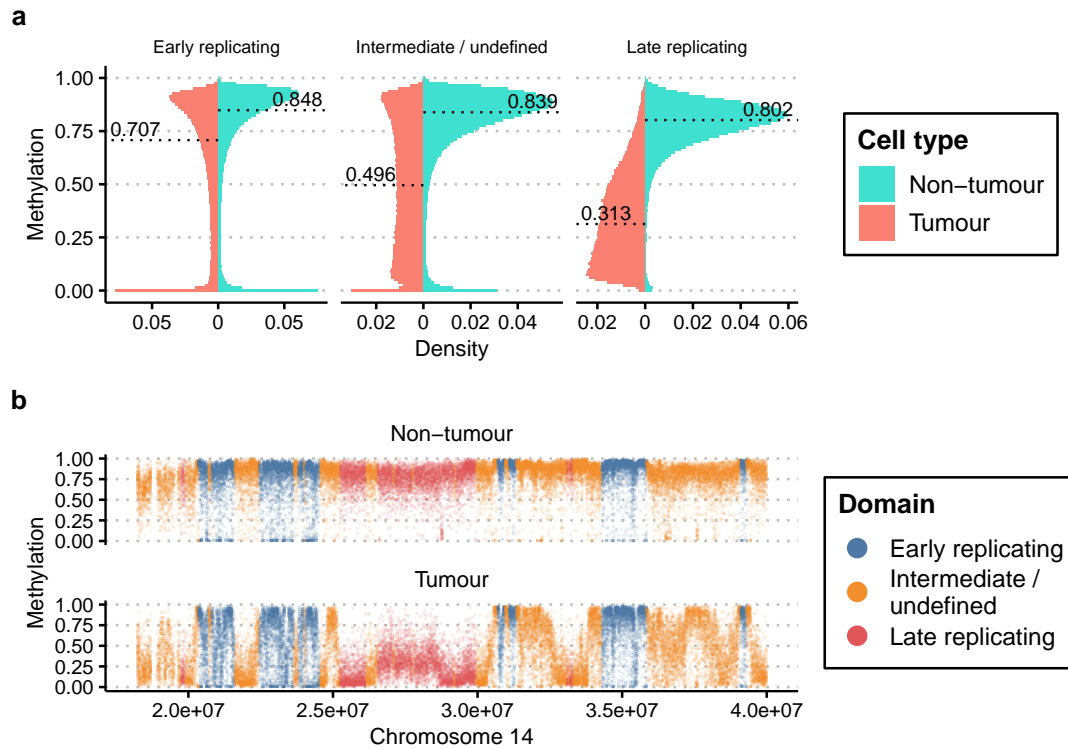 a
Early replicating
Intermediate / undefined
Late replicating
1.00
0.75
0.50
0.25
0.00
Methylation
0.707
0.848
0.496
0.839
0.313
0.802
0.05 0 0.05
0.02 0 0.02 0.04
0.02 0 0.02 0.04 0.06
Density
Cell type
Non−tumour
Tumour
b
Non−tumour
1.00
0.75
0.50
0.25
0.00
Tumour
1.00
0.75
0.50
0.25
0.00
Methylation
2.0e+07 2.5e+07 3.0e+07 3.5e+07 4.0e+07
Chromosome 14
Domain
Early replicating
Intermediate /
undefined
Late replicating